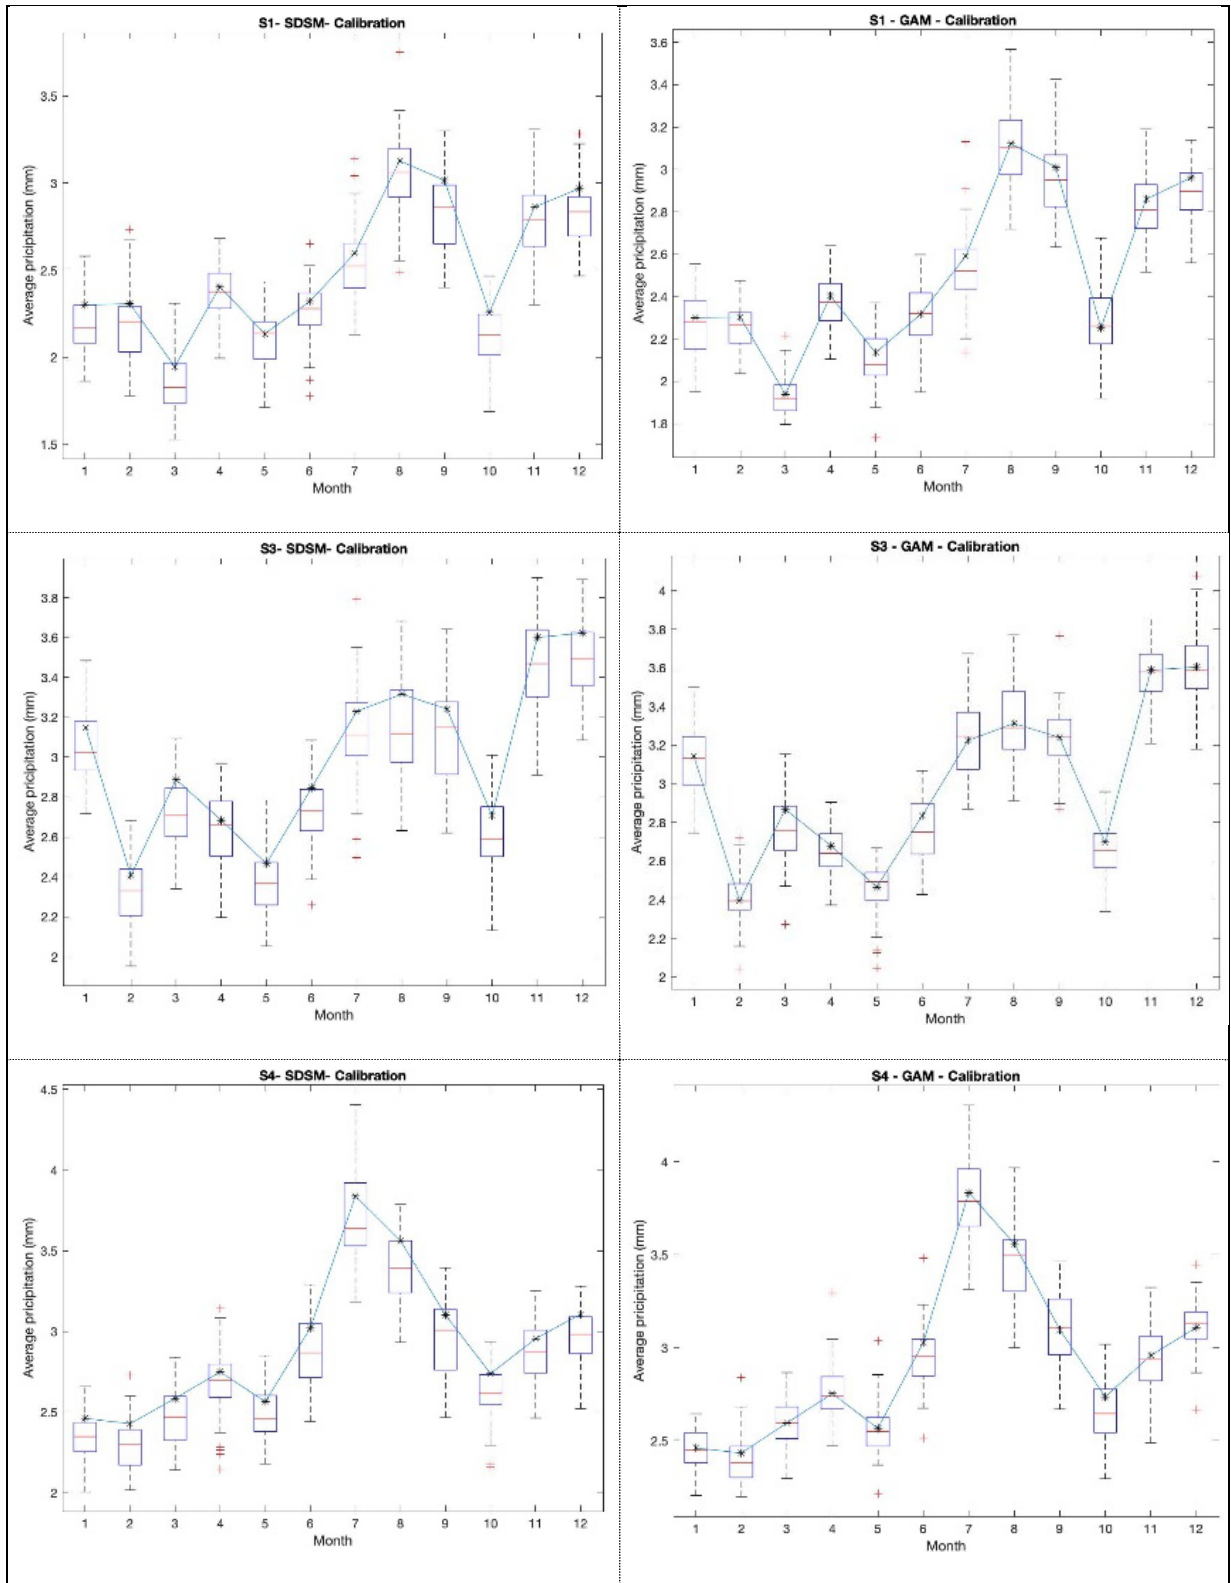 S1- SDSM- Calibration
Average pricipitation (mm)
3.5
3
2.5
2
1.5
1 2 3 4 5 6 7 8 9 10 11 12
Month
S1 - GAM - Calibration
Average pricipitation (mm)
3.6
3.4
3.2
3
2.8
2.6
2.4
2.2
2
1.8
1 2 3 4 5 6 7 8 9 10 11 12
Month
S3- SDSM- Calibration
Average pricipitation (mm)
3.8
3.6
3.4
3.2
3
2.8
2.6
2.4
2.2
2
1 2 3 4 5 6 7 8 9 10 11 12
Month
S3 - GAM - Calibration
Average pricipitation (mm)
4
3.8
3.6
3.4
3.2
3
2.8
2.6
2.4
2.2
2
1 2 3 4 5 6 7 8 9 10 11 12
Month
S4- SDSM- Calibration
Average pricipitation (mm)
4.5
4
3.5
3
2.5
2
1 2 3 4 5 6 7 8 9 10 11 12
Month
S4 - GAM - Calibration
Average pricipitation (mm)
4
3.5
3
2.5
1 2 3 4 5 6 7 8 9 10 11 12
Month